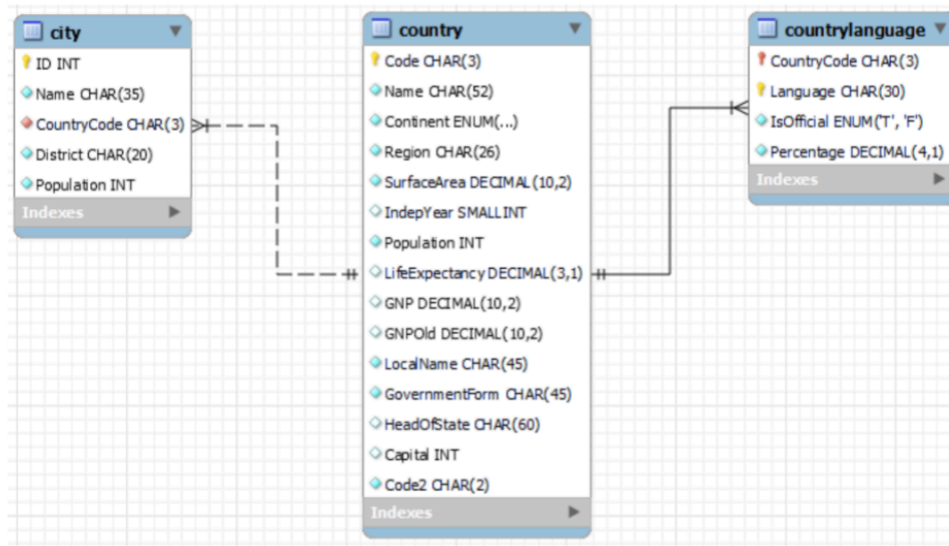 city
ID INT
Name CHAR(35)
CountryCode CHAR(3)
District CHAR(20)
Population INT
Indexes
country
Code CHAR(3)
Name CHAR(52)
Continent ENUM(...)
Region CHAR(26)
SurfaceArea DECIMAL(10,2)
IndepYear SMALLINT
Population INT
LifeExpectancy DECIMAL(3,1)
GNP DECIMAL(10,2)
GNPOld DECIMAL(10,2)
LocalName CHAR(45)
GovernmentForm CHAR(45)
HeadOfState CHAR(60)
Capital INT
Code2 CHAR(2)
Indexes
countrylanguage
CountryCode CHAR(3)
Language CHAR(30)
IsOfficial ENUM('T', 'F')
Percentage DECIMAL(4,1)
Indexes